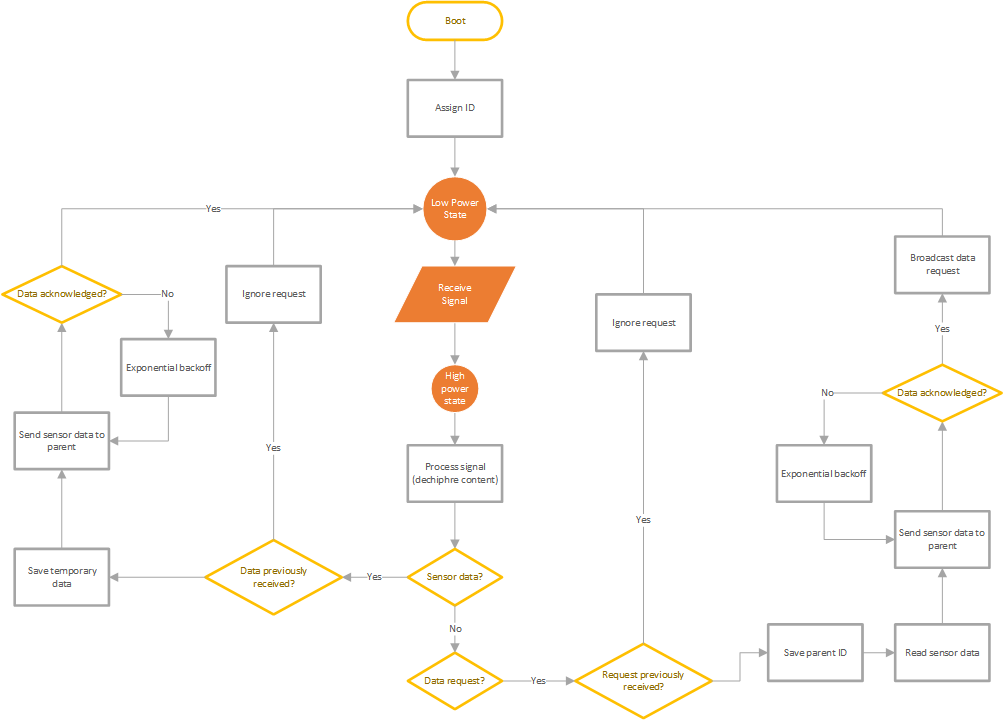 Boot
Assign ID
Low Power
State
Yes
Broadcast data
request
Receive
Signal
Data acknowledged?
No
Ignore request
Ignore request
Yes
Exponential backoff
High
power
state
Data acknowledged?
No
Send sensor data to
parent
Yes
Process signal
(dechiphre content)
Exponential backoff
Yes
Send sensor data to
parent
Save temporary
data
Data previously
received?
Yes
Sensor data?
No
Data request?
Yes
Request previously
received?
Save parent ID
Read sensor data